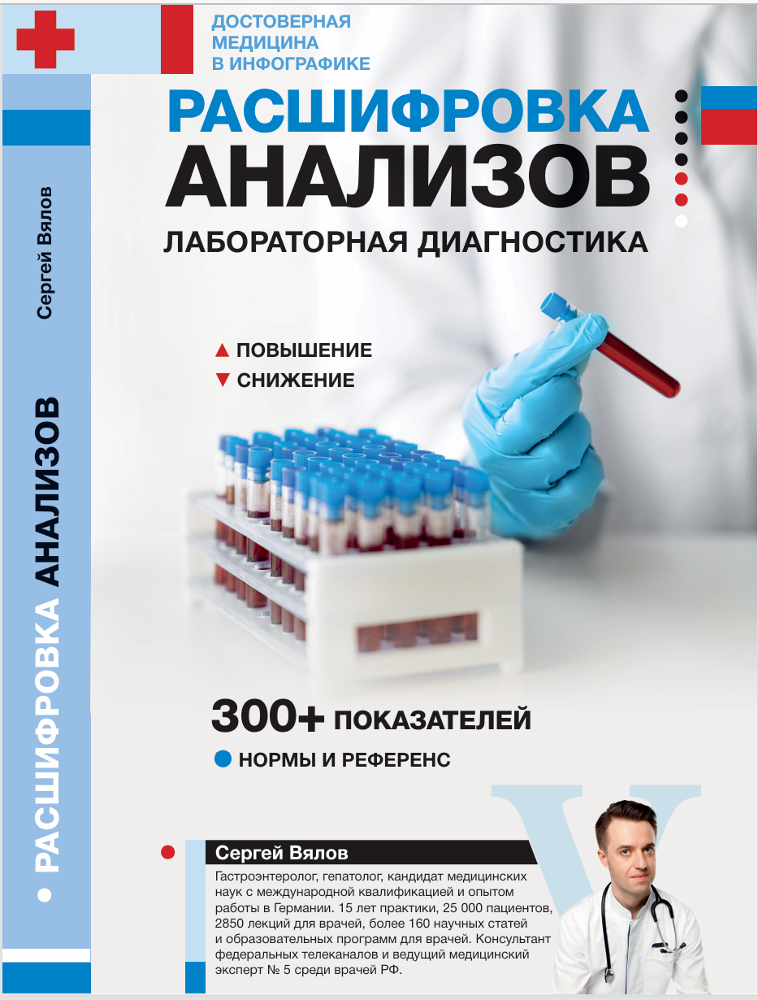 ДОСТОВЕРНАЯ
МЕДИЦИНА
В ИНФОГРАФИКЕ
РАСШИФРОВКА
АНАЛИЗОВ
ЛАБОРАТОРНАЯ ДИАГНОСТИКА
ПОВЫШЕНИЕ
СНИЖЕНИЕ
300+ ПОКАЗАТЕЛЕЙ
НОРМЫ И РЕФЕРЕНС
V
Сергей Вялов
Гастроэнтеролог, гепатолог, кандидат медицинских
наук с международной квалификацией и опытом
работы в Германии. 15 лет практики, 25 000 пациентов,
2850 лекций для врачей, более 160 научных статей
и образовательных программ для врачей. Консультант
федеральных телеканалов и ведущий медицинский
эксперт № 5 среди врачей РФ.
РАСШИФРОВКА АНАЛИЗОВ
Сергей Вялов